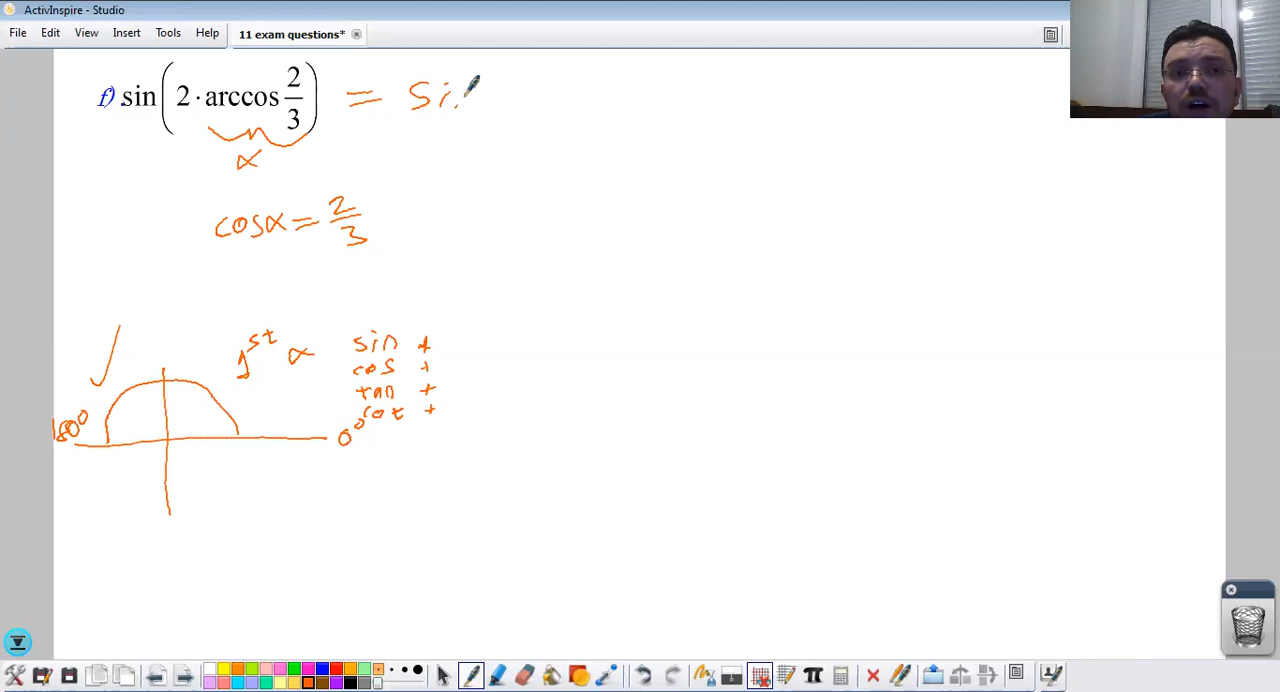 ActivInspire - Studio
File Edit View Insert Tools Help 11 exam questions*
f) sin(2 · arccos 2/3) = si
α
cosα = 2/3
1st α
sin +
cos +
tan +
cot +
180° 0°